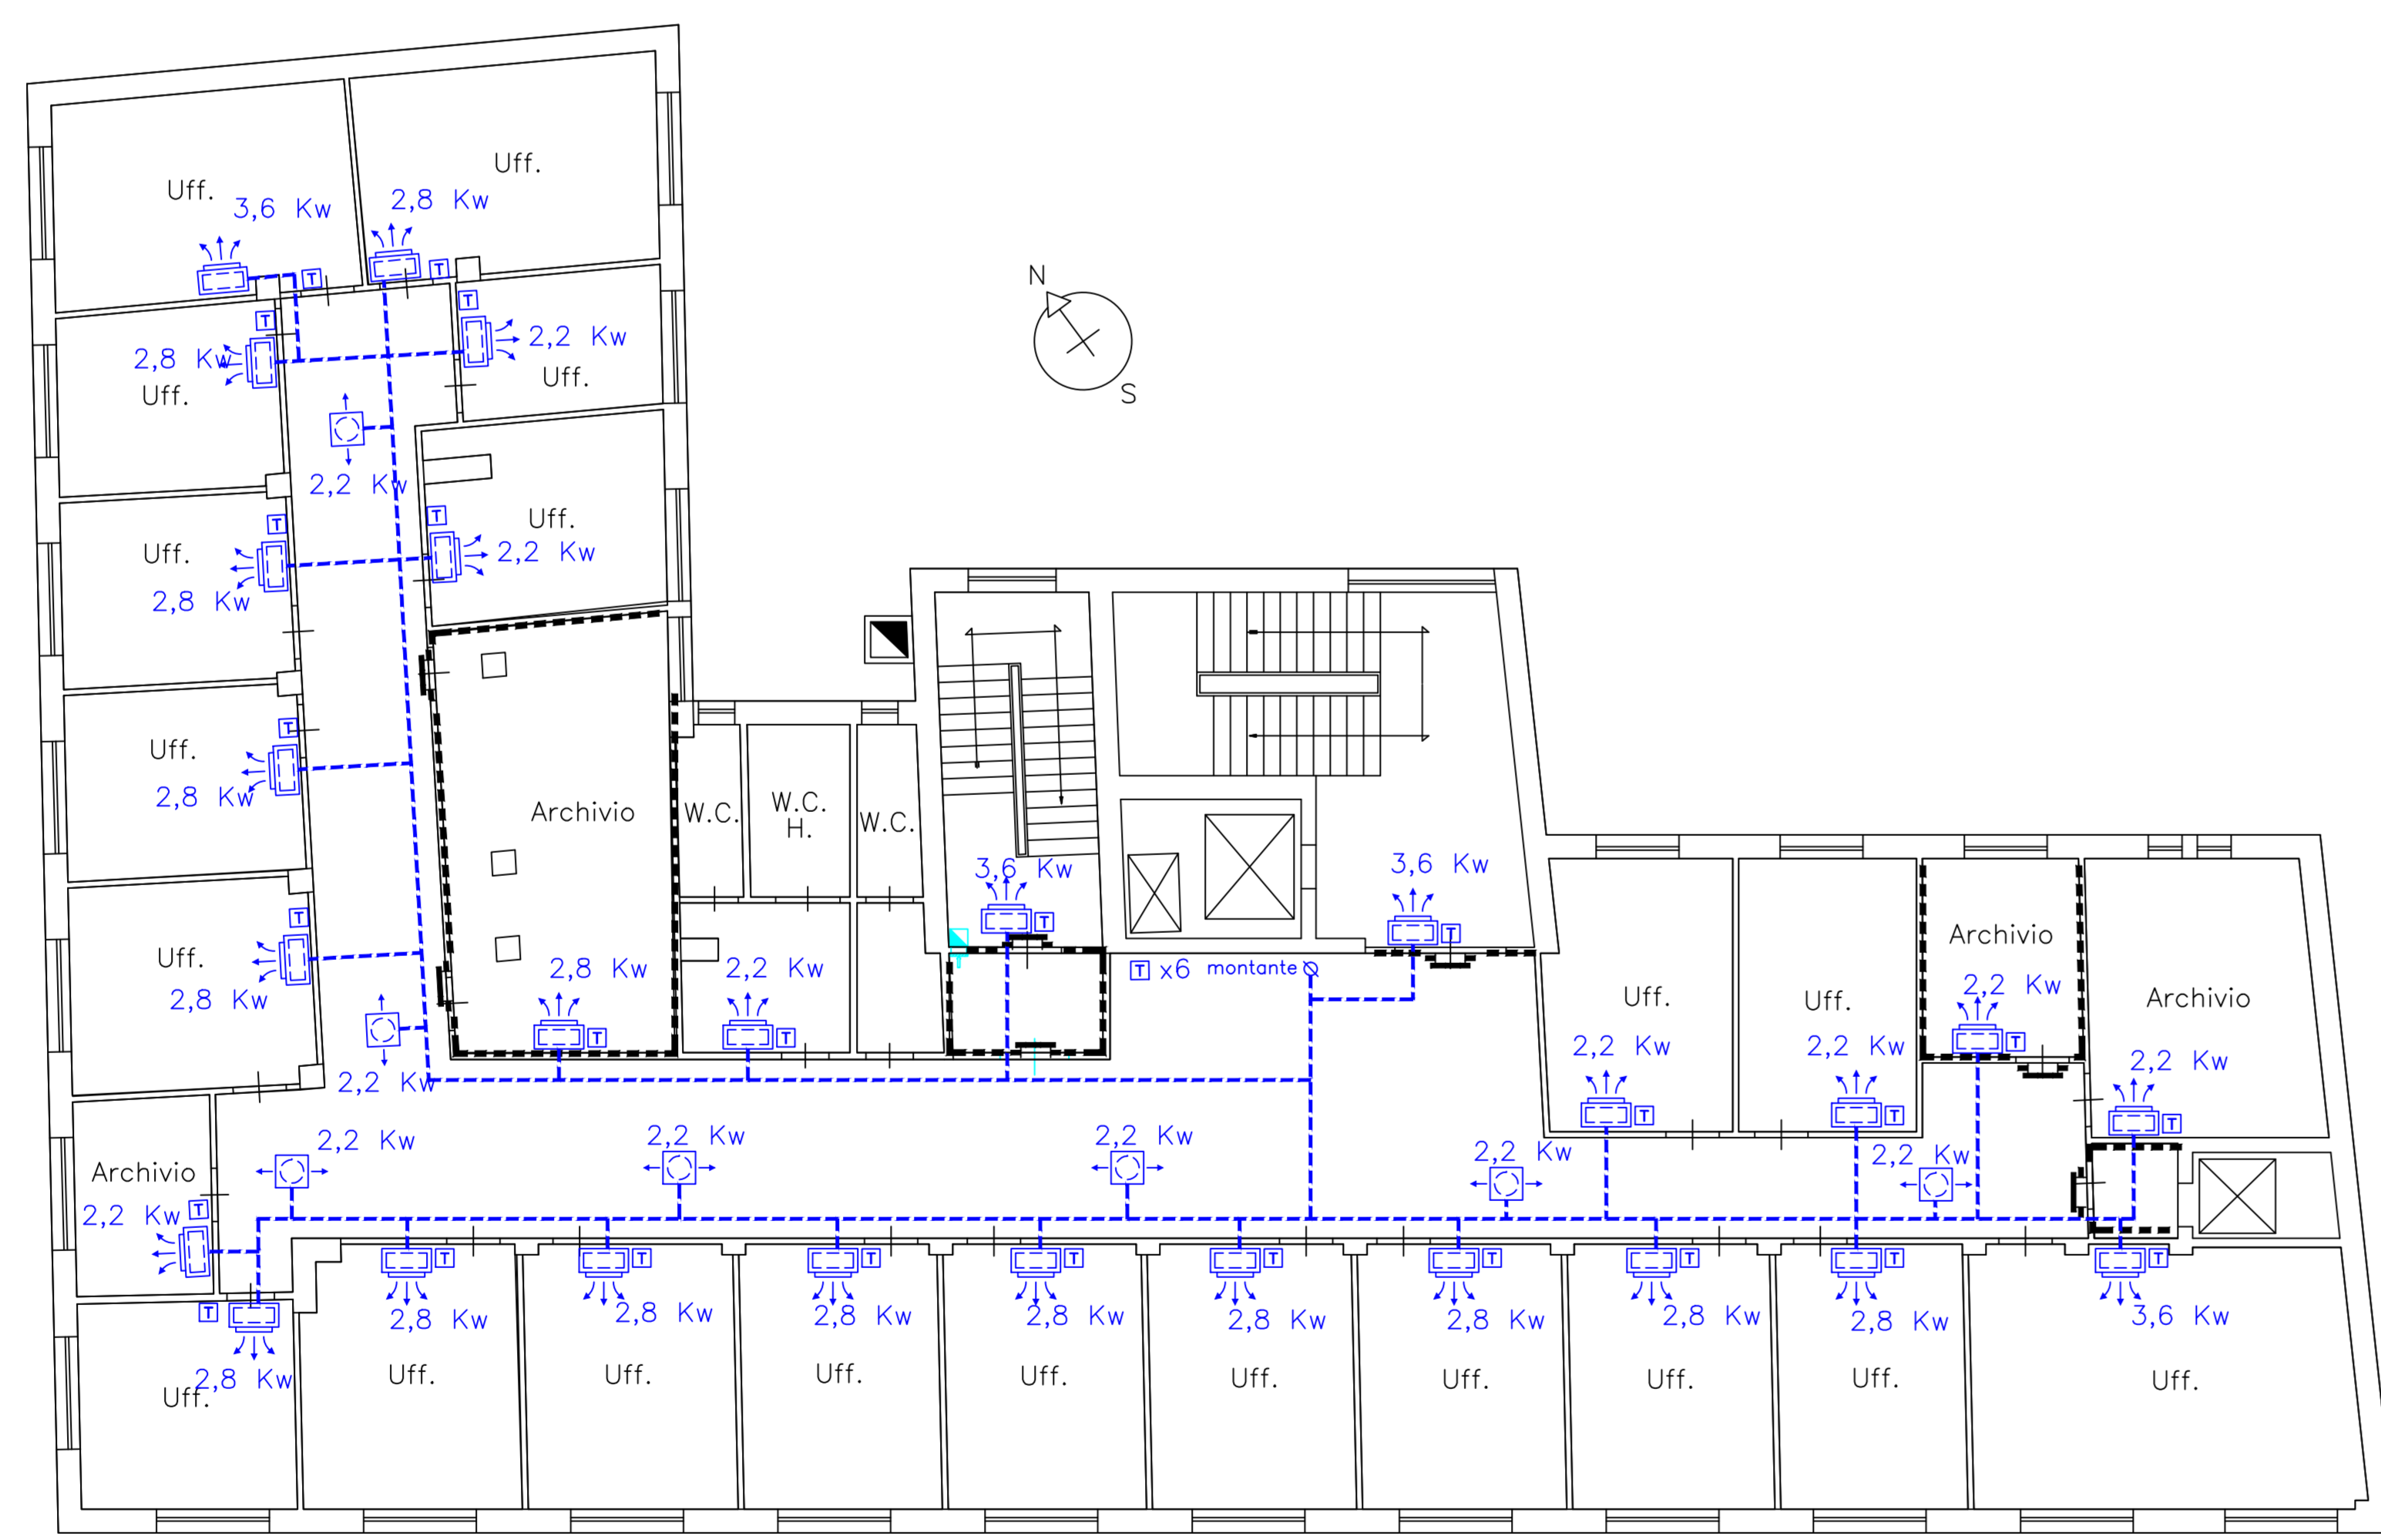 Uff.
Uff.
3,6 Kw
2,8 Kw
T
T
N
S
T
T
2,8 Kw
2,2 Kw
Uff.
Uff.
2,2 Kw
T
T
Uff.
Uff.
2,2 Kw
2,8 Kw
T
Uff.
2,8 Kw
Archivio
W.C.
W.C.
H.
W.C.
3,6 Kw
3,6 Kw
T
T
T
Uff.
2,8 Kw
2,8 Kw
2,2 Kw
T x6 montante
T
T
2,2 Kw
Uff.
Uff.
Archivio
2,2 Kw
Archivio
2,2 Kw
2,2 Kw
T
2,2 Kw
T
T
T
2,2 Kw
2,2 Kw
2,2 Kw
2,2 Kw
2,2 Kw
Archivio
2,2 Kw
T
T
T
T
T
T
T
T
T
T
T
2,8 Kw
2,8 Kw
2,8 Kw
2,8 Kw
2,8 Kw
2,8 Kw
2,8 Kw
2,8 Kw
3,6 Kw
2,8 Kw
Uff.
Uff.
Uff.
Uff.
Uff.
Uff.
Uff.
Uff.
Uff.
Uff.